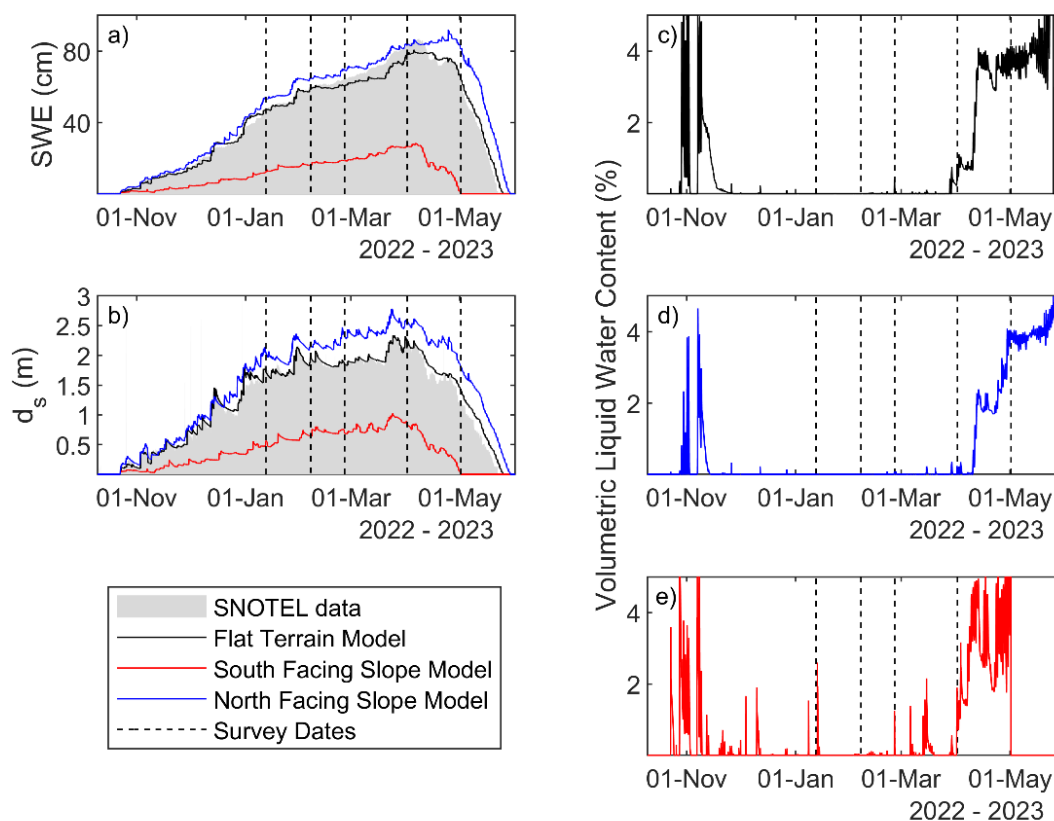 a)
SWE (cm)
80
40
01-Nov 01-Jan 01-Mar 01-May
2022 - 2023
b)
d_s (m)
3
2.5
2
1.5
1
0.5
01-Nov 01-Jan 01-Mar 01-May
2022 - 2023
SNOTEL data
Flat Terrain Model
South Facing Slope Model
North Facing Slope Model
Survey Dates
Volumetric Liquid Water Content (%)
c)
4
2
01-Nov 01-Jan 01-Mar 01-May
2022 - 2023
d)
4
2
01-Nov 01-Jan 01-Mar 01-May
2022 - 2023
e)
4
2
01-Nov 01-Jan 01-Mar 01-May
2022 - 2023